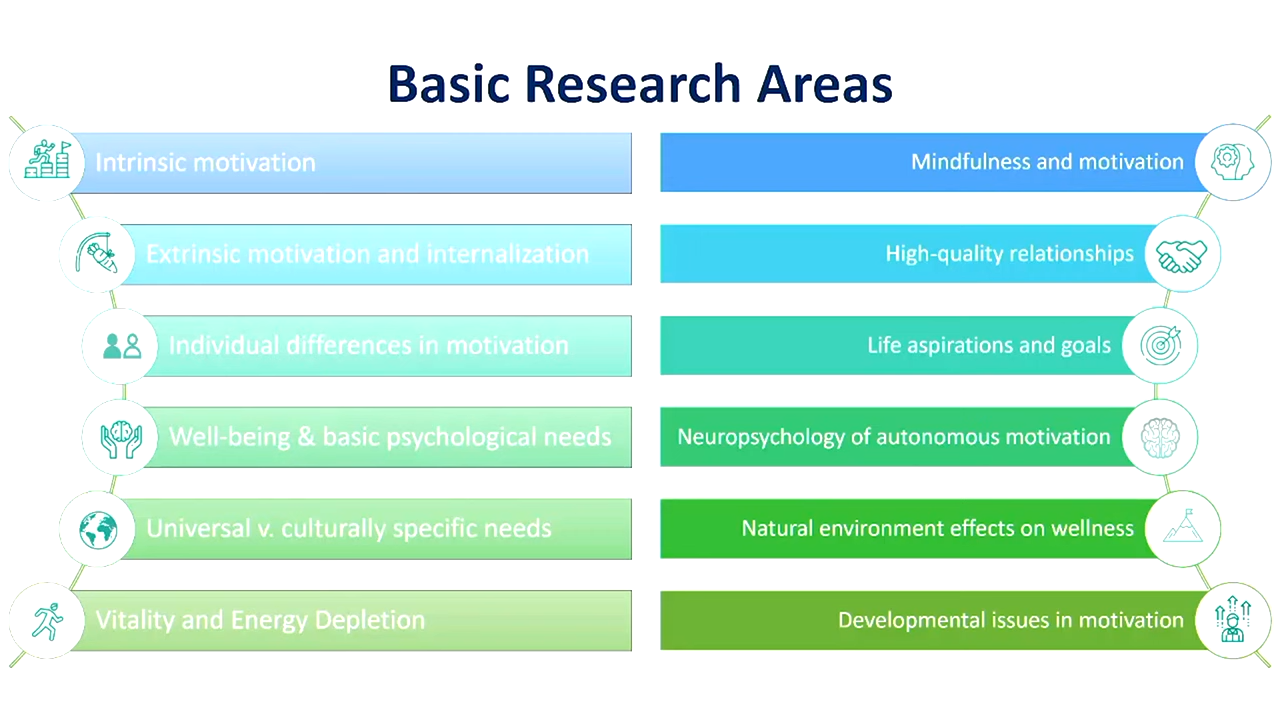 Basic Research Areas
Intrinsic motivation
Extrinsic motivation and internalization
Individual differences in motivation
Well-being & basic psychological needs
Universal v. culturally specific needs
Vitality and Energy Depletion
Mindfulness and motivation
High-quality relationships
Life aspirations and goals
Neuropsychology of autonomous motivation
Natural environment effects on wellness
Developmental issues in motivation